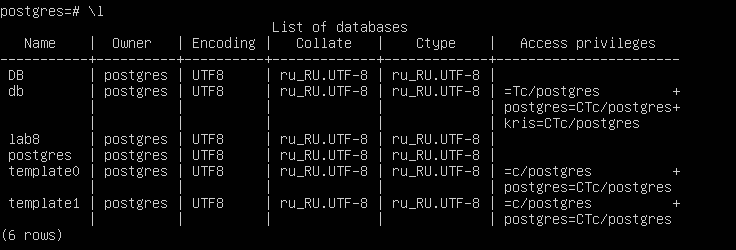 postgres=# \l
                                  List of databases
   Name    |  Owner   | Encoding |   Collate   |    Ctype    |   Access privileges
-----------+----------+----------+-------------+-------------+-----------------------
 DB        | postgres | UTF8     | ru_RU.UTF-8 | ru_RU.UTF-8 |
 db        | postgres | UTF8     | ru_RU.UTF-8 | ru_RU.UTF-8 | =Tc/postgres         +
           |          |          |             |             | postgres=CTc/postgres+
           |          |          |             |             | kris=CTc/postgres
 lab8      | postgres | UTF8     | ru_RU.UTF-8 | ru_RU.UTF-8 |
 postgres  | postgres | UTF8     | ru_RU.UTF-8 | ru_RU.UTF-8 |
 template0 | postgres | UTF8     | ru_RU.UTF-8 | ru_RU.UTF-8 | =c/postgres          +
           |          |          |             |             | postgres=CTc/postgres
 template1 | postgres | UTF8     | ru_RU.UTF-8 | ru_RU.UTF-8 | =c/postgres          +
           |          |          |             |             | postgres=CTc/postgres
(6 rows)